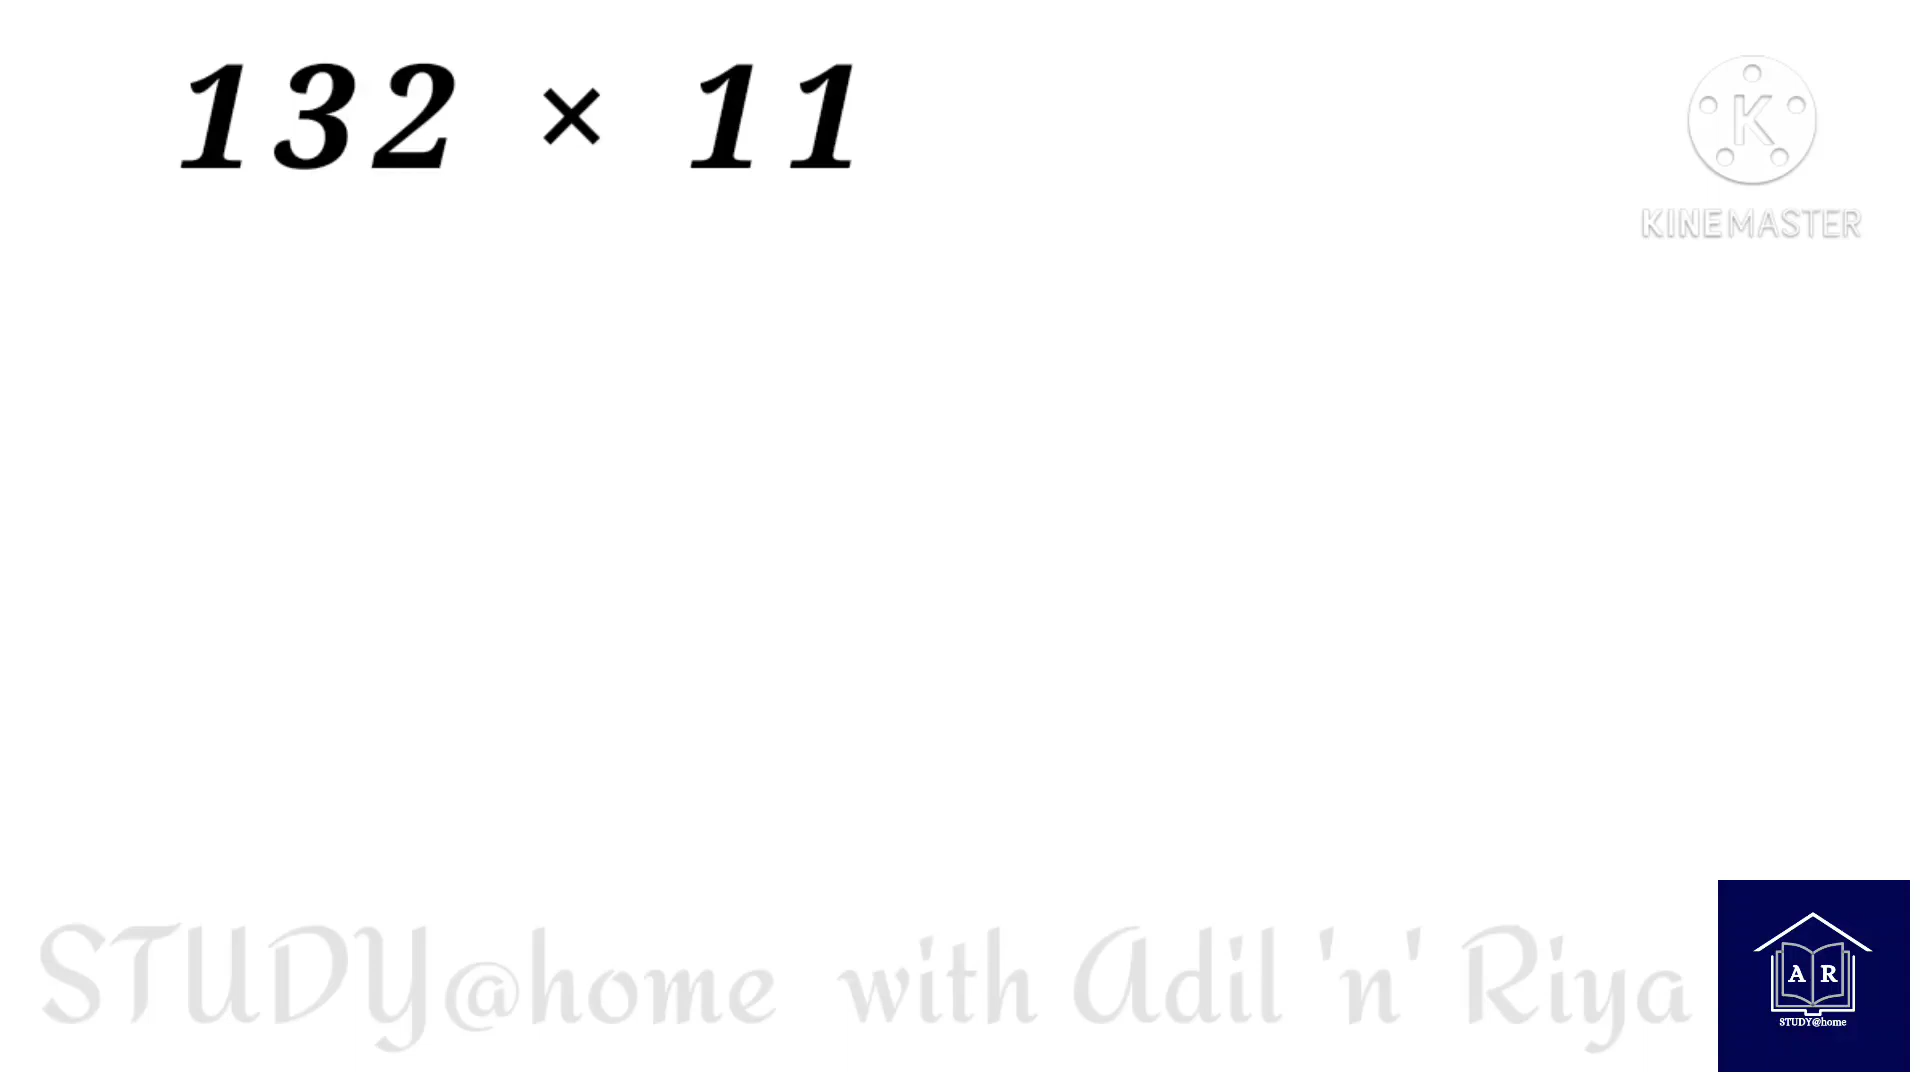 132 × 11
K
KINEMASTER
STUDY@home with Adil 'n' Riya
A R
STUDY@home